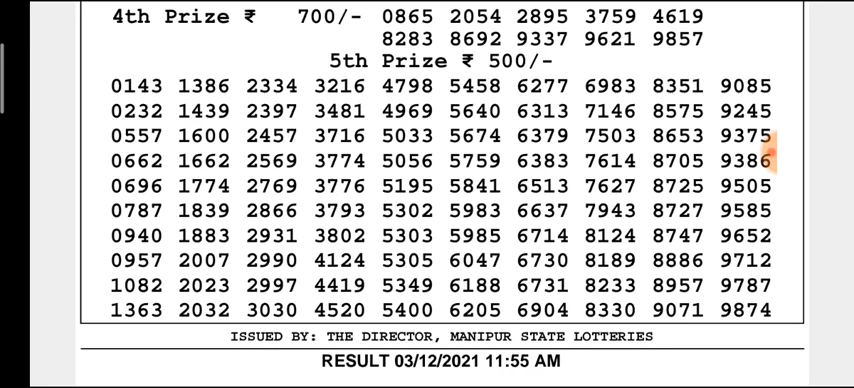 4th Prize ₹ 700/- 0865 2054 2895 3759 4619
8283 8692 9337 9621 9857
5th Prize ₹ 500/-
0143 1386 2334 3216 4798 5458 6277 6983 8351 9085
0232 1439 2397 3481 4969 5640 6313 7146 8575 9245
0557 1600 2457 3716 5033 5674 6379 7503 8653 9375
0662 1662 2569 3774 5056 5759 6383 7614 8705 9386
0696 1774 2769 3776 5195 5841 6513 7627 8725 9505
0787 1839 2866 3793 5302 5983 6637 7943 8727 9585
0940 1883 2931 3802 5303 5985 6714 8124 8747 9652
0957 2007 2990 4124 5305 6047 6730 8189 8886 9712
1082 2023 2997 4419 5349 6188 6731 8233 8957 9787
1363 2032 3030 4520 5400 6205 6904 8330 9071 9874
ISSUED BY: THE DIRECTOR, MANIPUR STATE LOTTERIES
RESULT 03/12/2021 11:55 AM